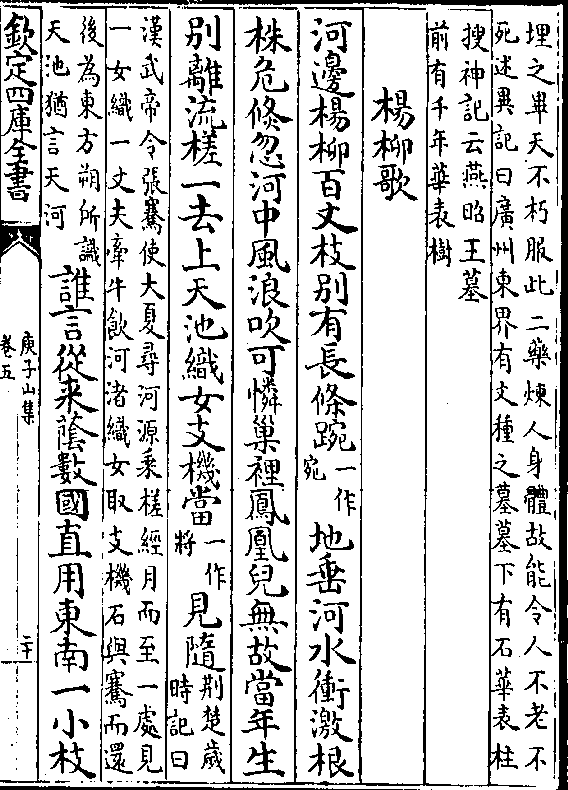 埋之畢天不朽服此二藥煉人身體故能令人不老不
死述異記曰廣州東界有文種之墓墓下有石華表柱
搜神記云燕昭王墓
前有千年華表樹
楊柳歌
河邊楊柳百丈枝别有長條踠一作宛地垂河水衝激根
株危倐忽河中風浪吹可憐巢裡鳳凰兒無故當年生
别離流槎一去上天池織女支機當一作將見隨荆楚歲時記曰
漢武帝令張騫使大夏尋河源乘槎經月而至一處見
一女織一丈夫牽牛飲河渚織女取支機石與騫而還
後為東方朔所識
天池猶言天河
誰言從来蔭數國直用東南一小枝
欽定四庫全書
庾子山集
卷五
二十